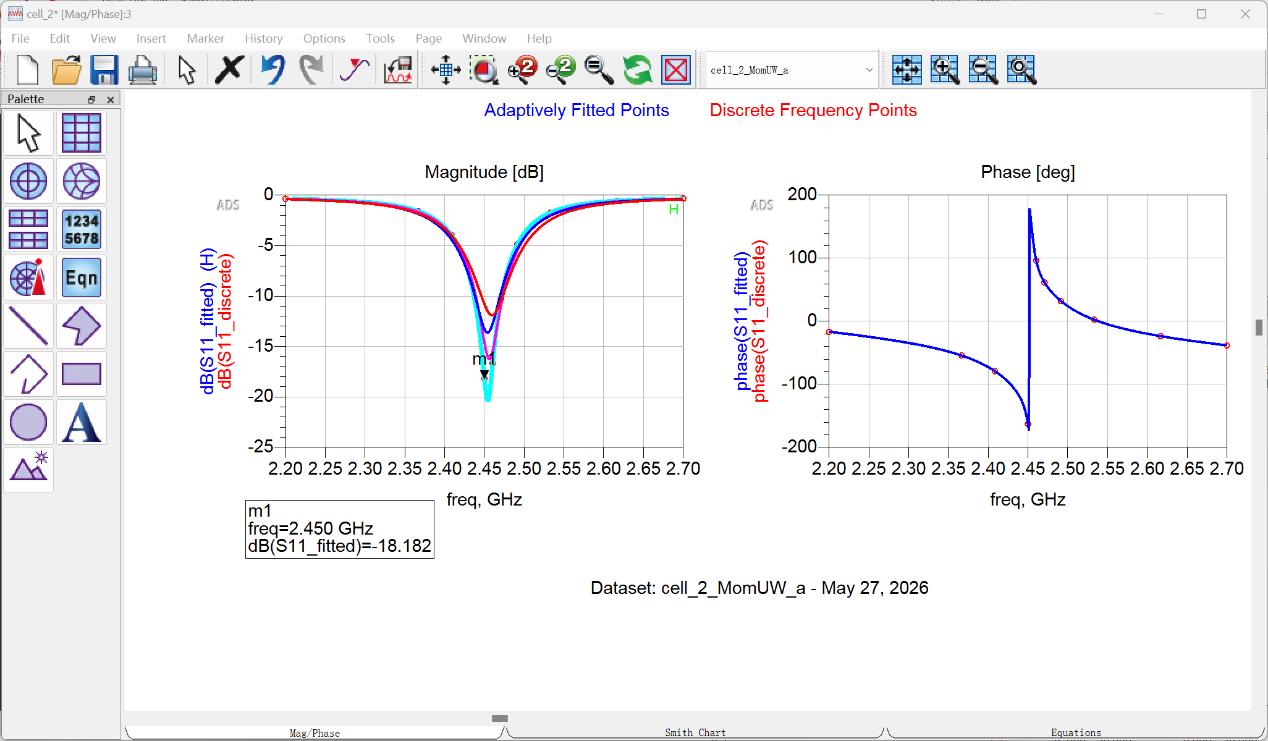 cell_2* [Mag/Phase]:3
File Edit View Insert Marker History Options Tools Page Window Help
2 2 cell_2_MomUW_a
Palette
Adaptively Fitted Points Discrete Frequency Points
1234
5678
Eqn
A
Magnitude [dB]
ADS
H
dB(S11_fitted) (H)
dB(S11_discrete)
0
-5
-10
-15
-20
-25
m1
2.20 2.25 2.30 2.35 2.40 2.45 2.50 2.55 2.60 2.65 2.70
freq, GHz
m1
freq=2.450 GHz
dB(S11_fitted)=-18.182
Phase [deg]
ADS
phase(S11_fitted)
phase(S11_discrete)
200
100
0
-100
-200
2.20 2.25 2.30 2.35 2.40 2.45 2.50 2.55 2.60 2.65 2.70
freq, GHz
Dataset: cell_2_MomUW_a - May 27, 2026
Mag/Phase Smith Chart Equations